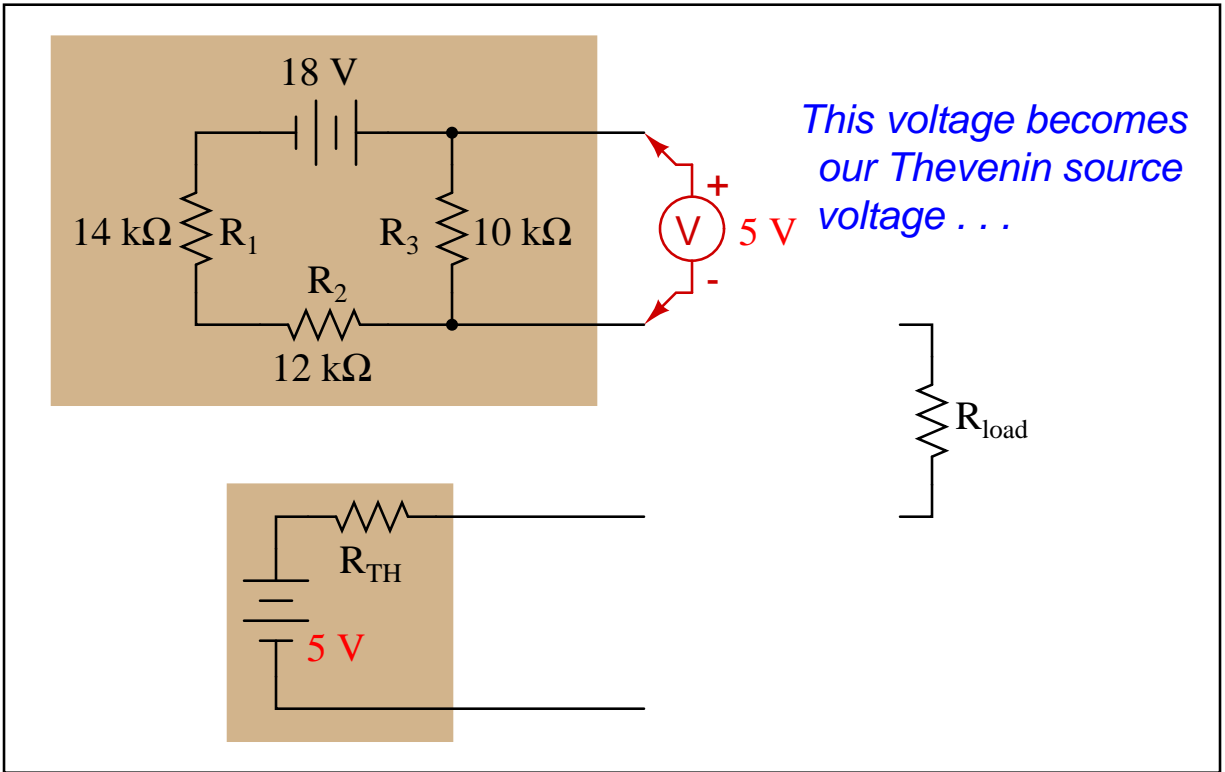 18 V
This voltage becomes
our Thevenin source
voltage . . .
14 kΩ R1 R3 10 kΩ
+
V 5 V
-
R2
12 kΩ
Rload
RTH
5 V